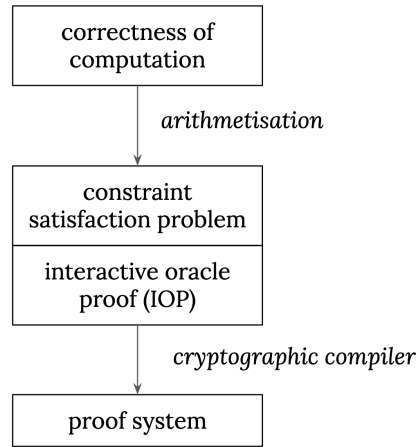 correctness of
computation
arithmetisation
constraint
satisfaction problem
interactive oracle
proof (IOP)
cryptographic compiler
proof system